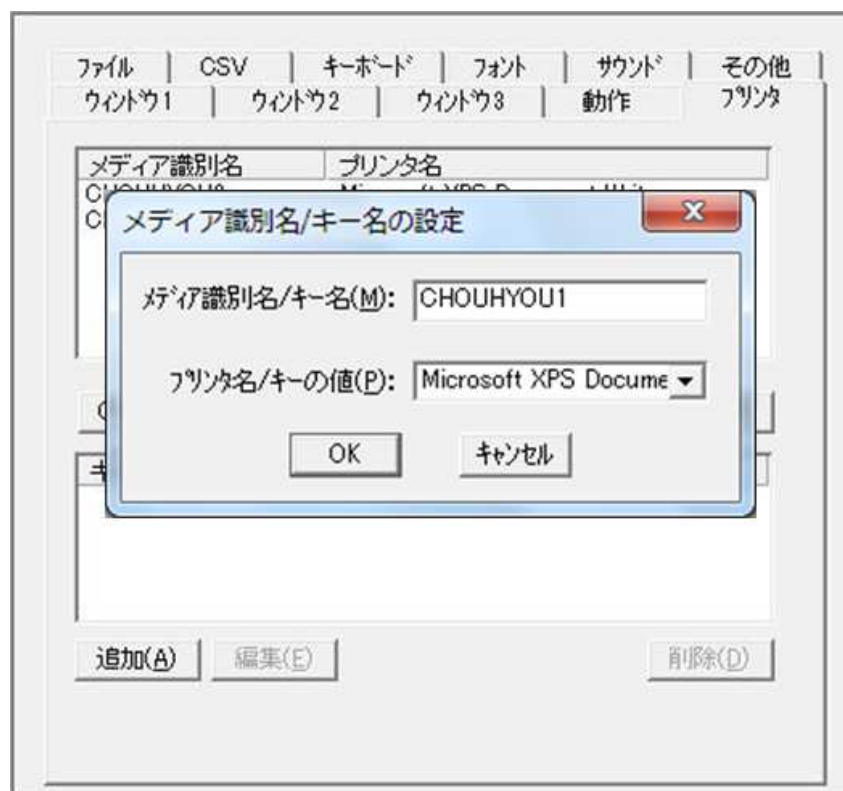 ﾌｧｲﾙ CSV ｷｰﾎﾞｰﾄﾞ ﾌｫﾝﾄ ｻｳﾝﾄﾞ その他
ｳｨﾝﾄﾞｳ1 ｳｨﾝﾄﾞｳ2 ｳｨﾝﾄﾞｳ3 動作 ﾌﾟﾘﾝﾀ
メディア識別名 プリンタ名
メディア識別名/キー名の設定
ﾒﾃﾞｨｱ識別名/キー名(M): CHOUHYOU1
ﾌﾟﾘﾝﾀ名/キーの値(P): Microsoft XPS Docume
OK ｷｬﾝｾﾙ
追加(A) 編集(E) 削除(D)